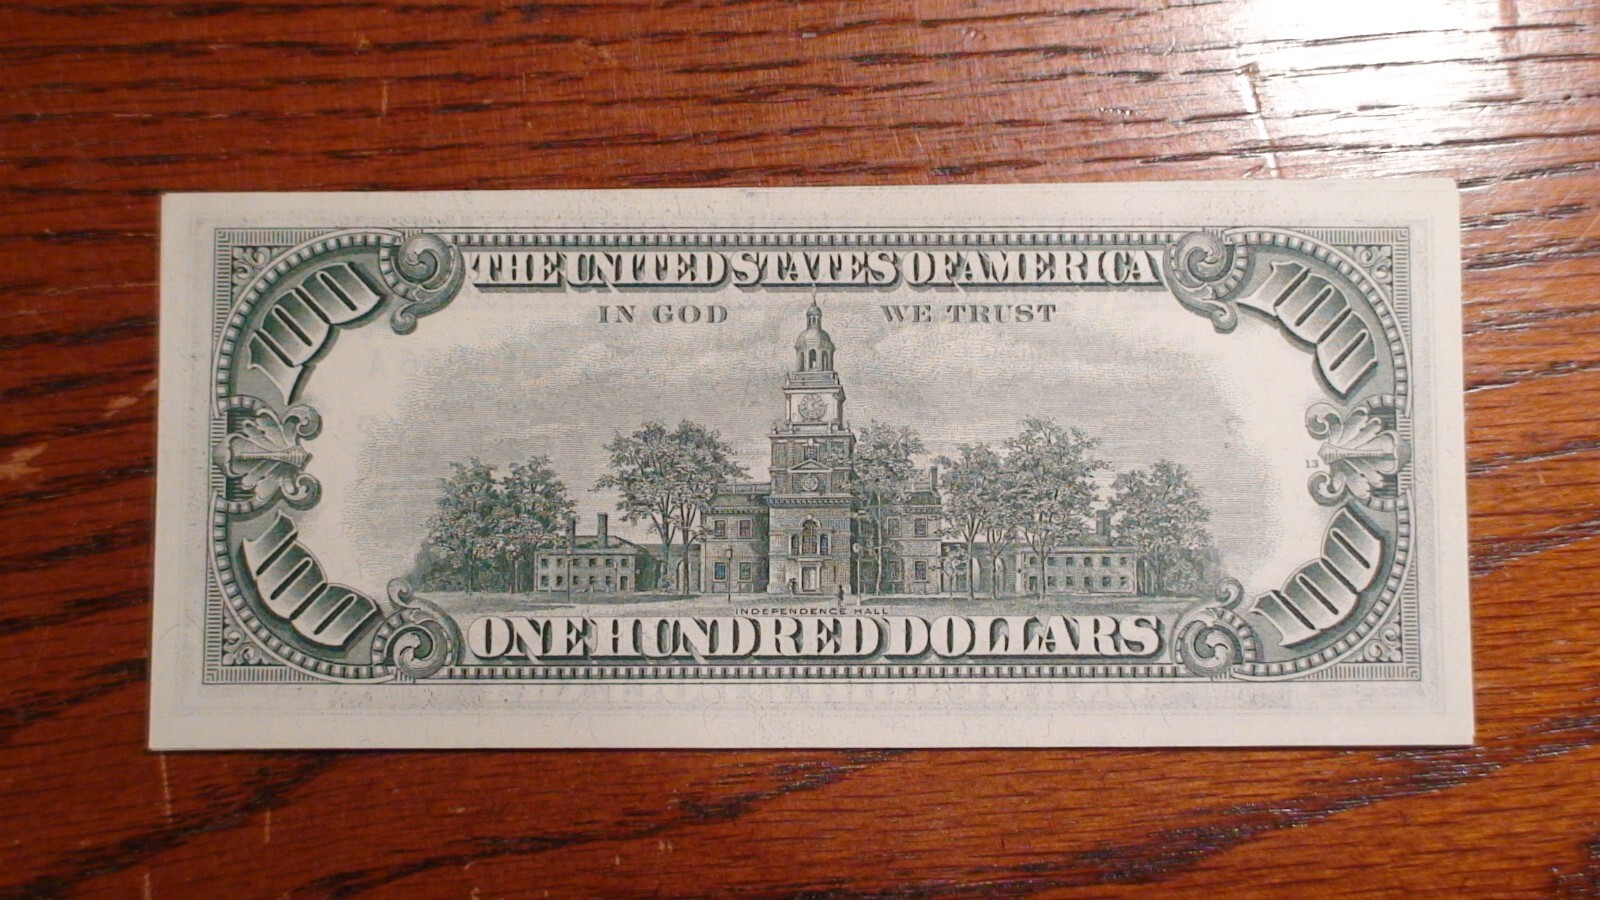 THE UNITED STATES OF AMERICA
IN GOD WE TRUST
100
100
13
100
100
INDEPENDENCE HALL
ONE HUNDRED DOLLARS